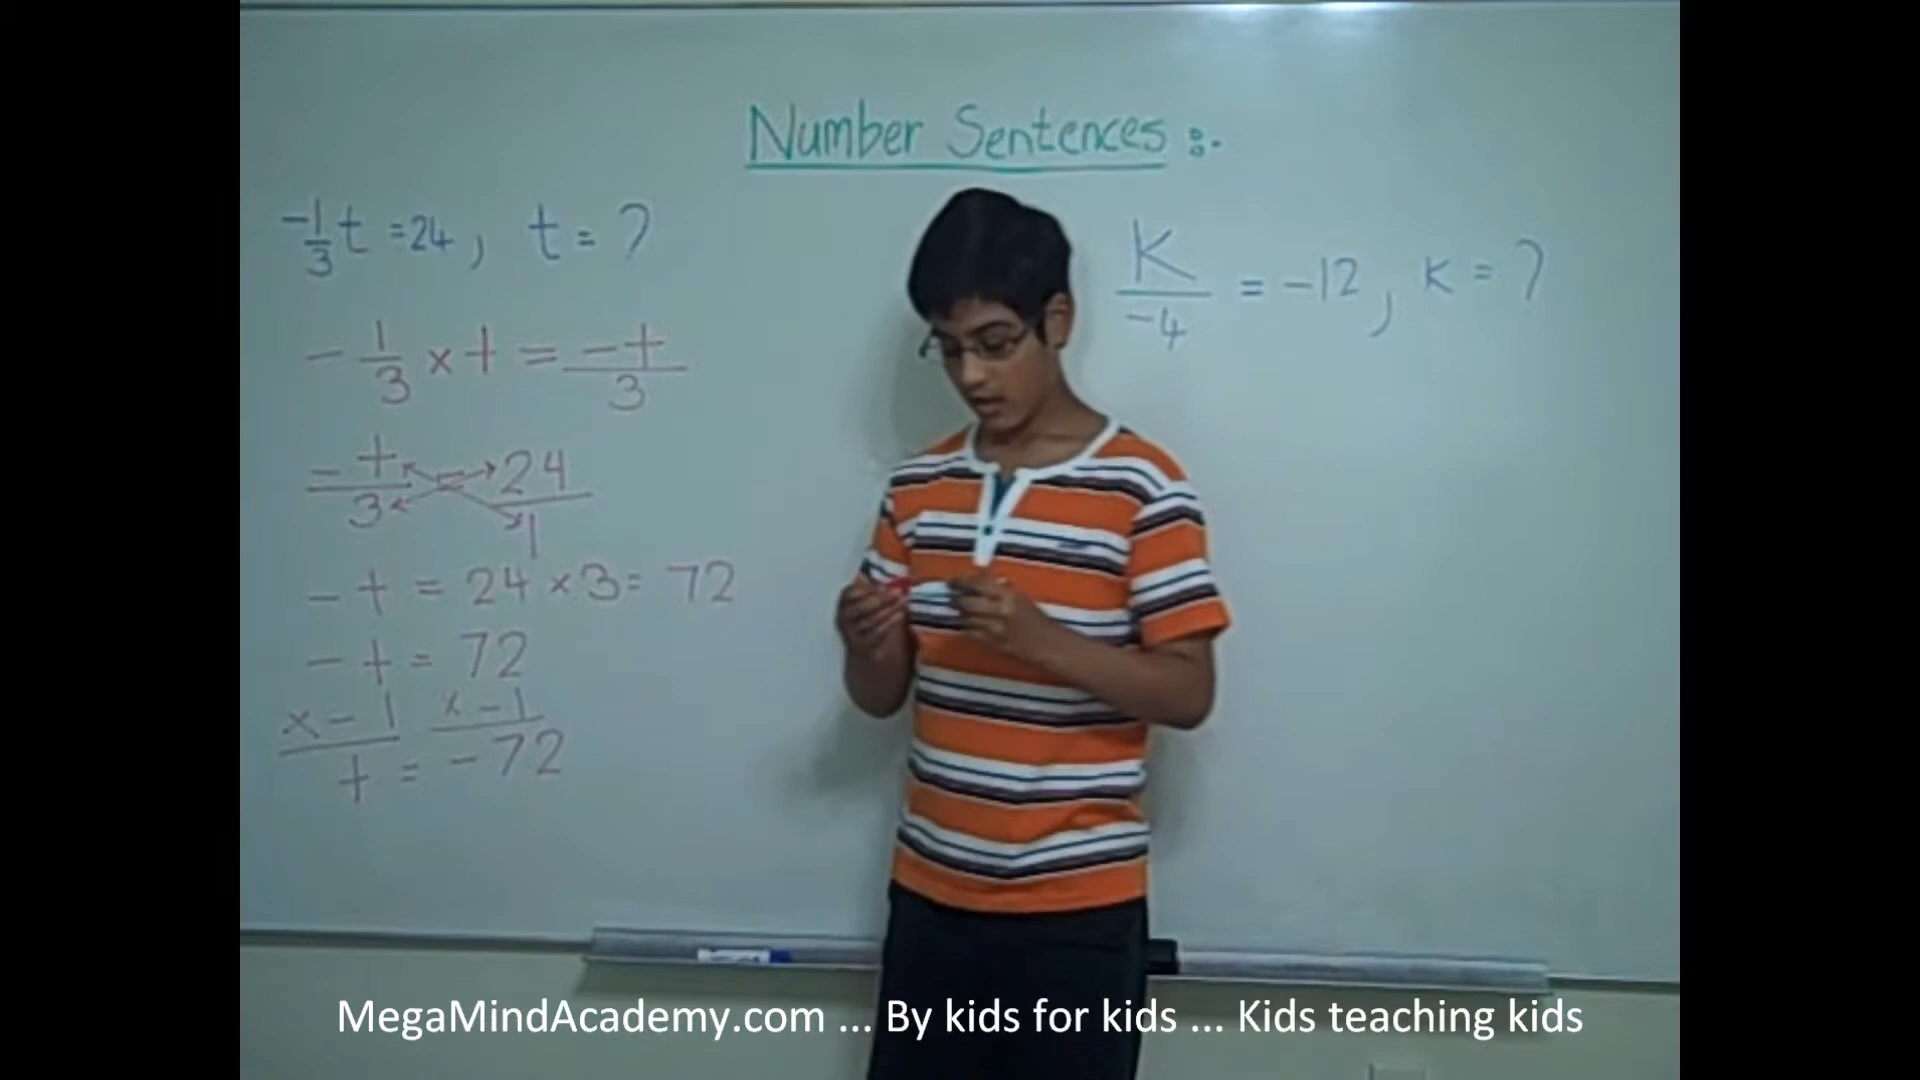 Number Sentences :-
-1/3 t = 24, t = ?
- 1/3 x t = -t/3
-t/3 = 24/1
- t = 24 x 3 = 72
- t = 72
x - 1 x - 1
t = - 72
K/-4 = -12, K = ?
MegaMindAcademy.com ... By kids for kids ... Kids teaching kids